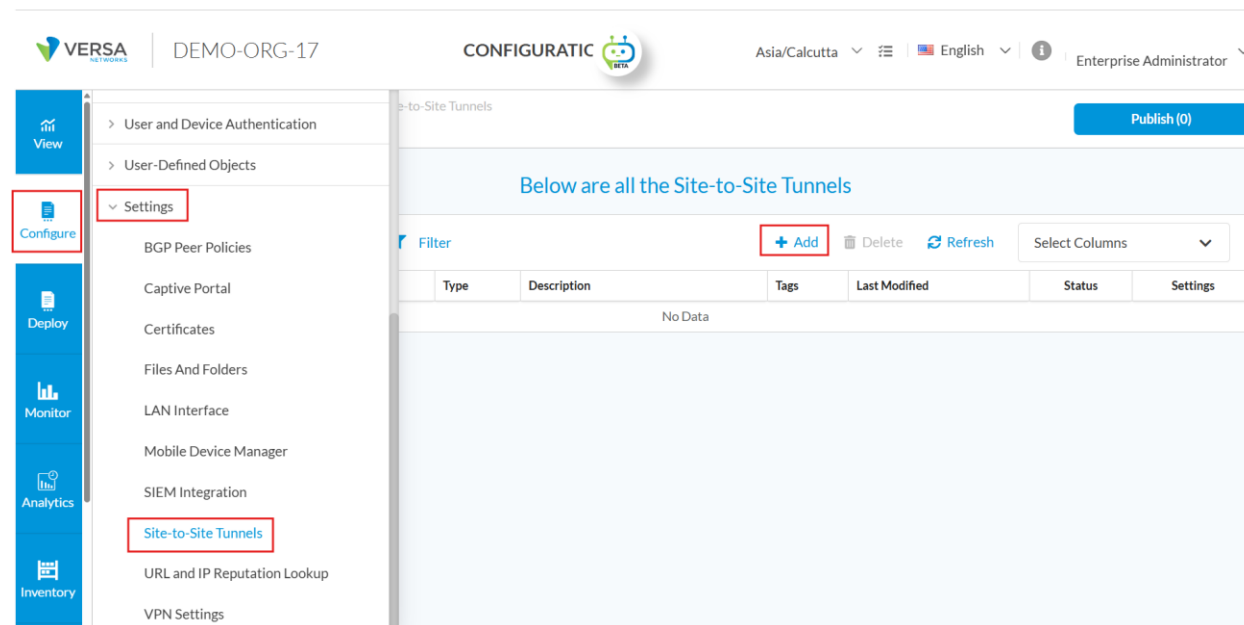 VERSA
NETWORKS
DEMO-ORG-17
CONFIGURATIC
BETA
Asia/Calcutta
English
Enterprise Administrator
View
Configure
Deploy
Monitor
Analytics
Inventory
User and Device Authentication
User-Defined Objects
Settings
BGP Peer Policies
Captive Portal
Certificates
Files And Folders
LAN Interface
Mobile Device Manager
SIEM Integration
Site-to-Site Tunnels
URL and IP Reputation Lookup
VPN Settings
e-to-Site Tunnels
Publish (0)
Below are all the Site-to-Site Tunnels
Filter
+ Add
Delete
Refresh
Select Columns
Type Description Tags Last Modified Status Settings
No Data